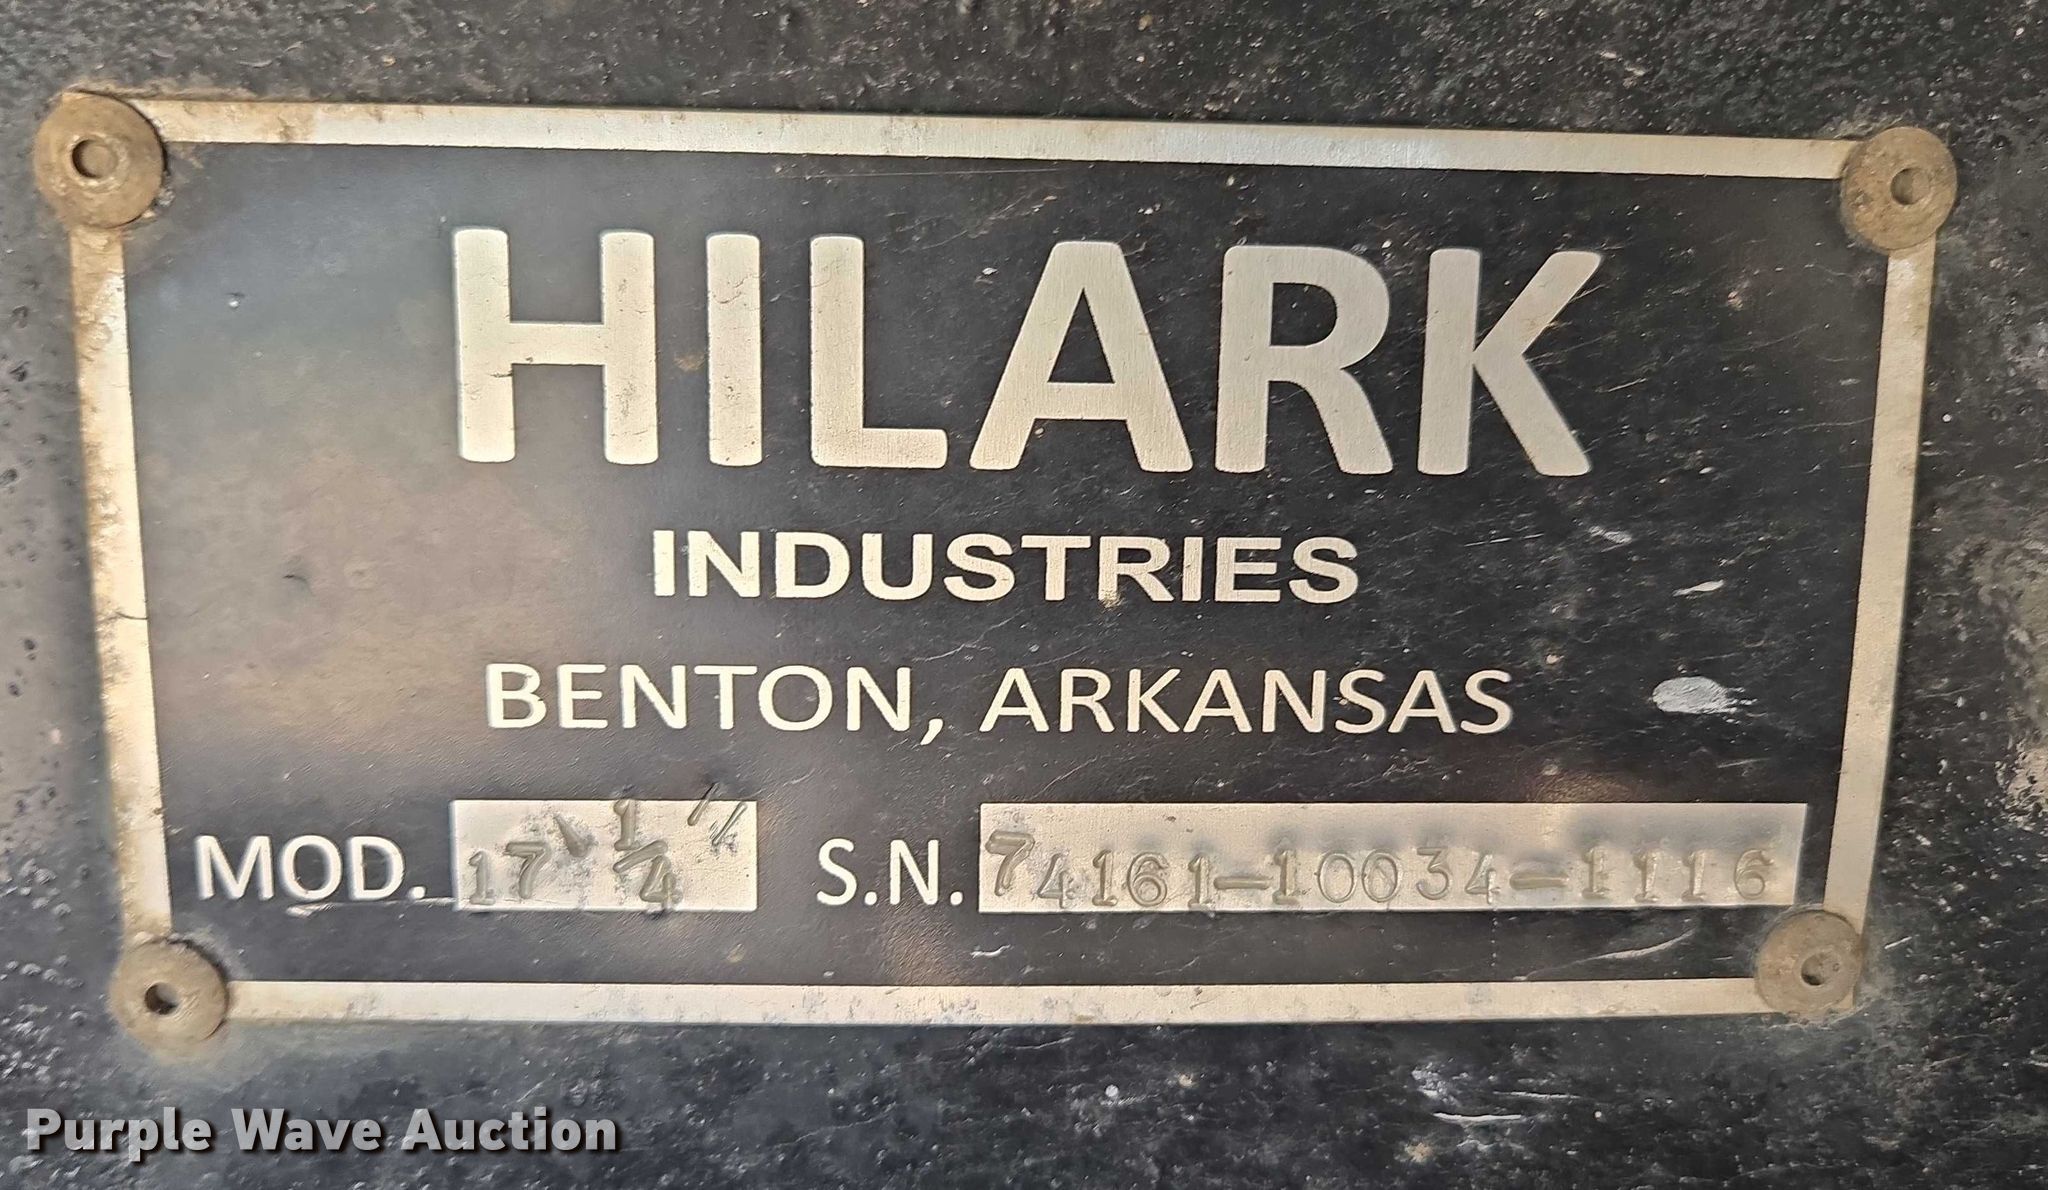 HILARK
INDUSTRIES
BENTON, ARKANSAS
MOD. 17' 1/4" S.N. 74161-10034-1116
Purple Wave Auction